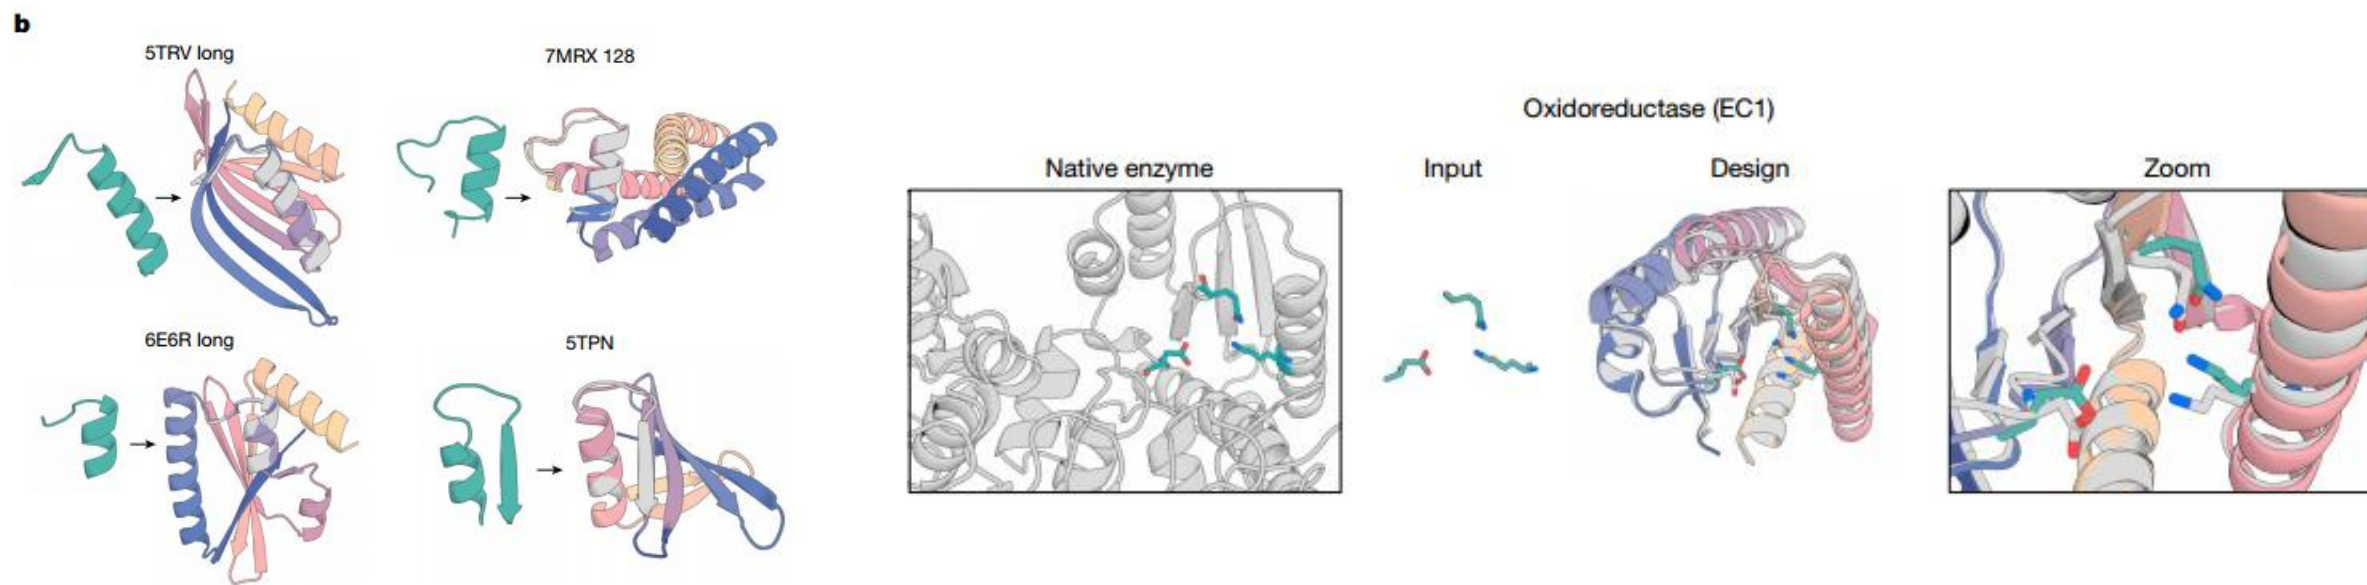 b
5TRV long
7MRX 128
6E6R long
5TPN
Oxidoreductase (EC1)
Native enzyme
Input
Design
Zoom